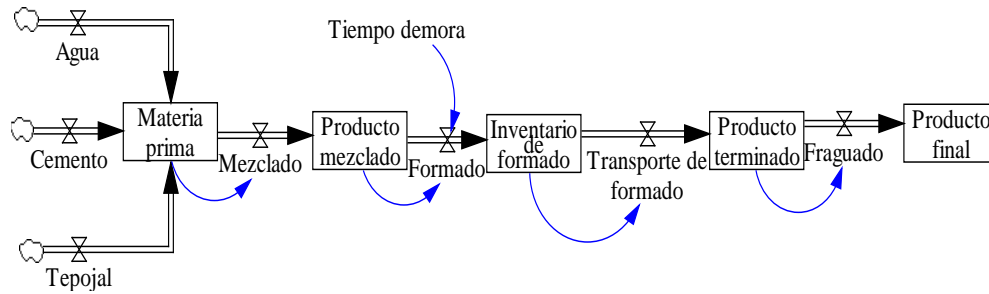 Agua
Tiempo demora
Cemento
Materia
prima
Mezclado
Producto
mezclado
Formado
Inventario
de
formado
Transporte de
formado
Producto
terminado
Fraguado
Producto
final
Tepojal